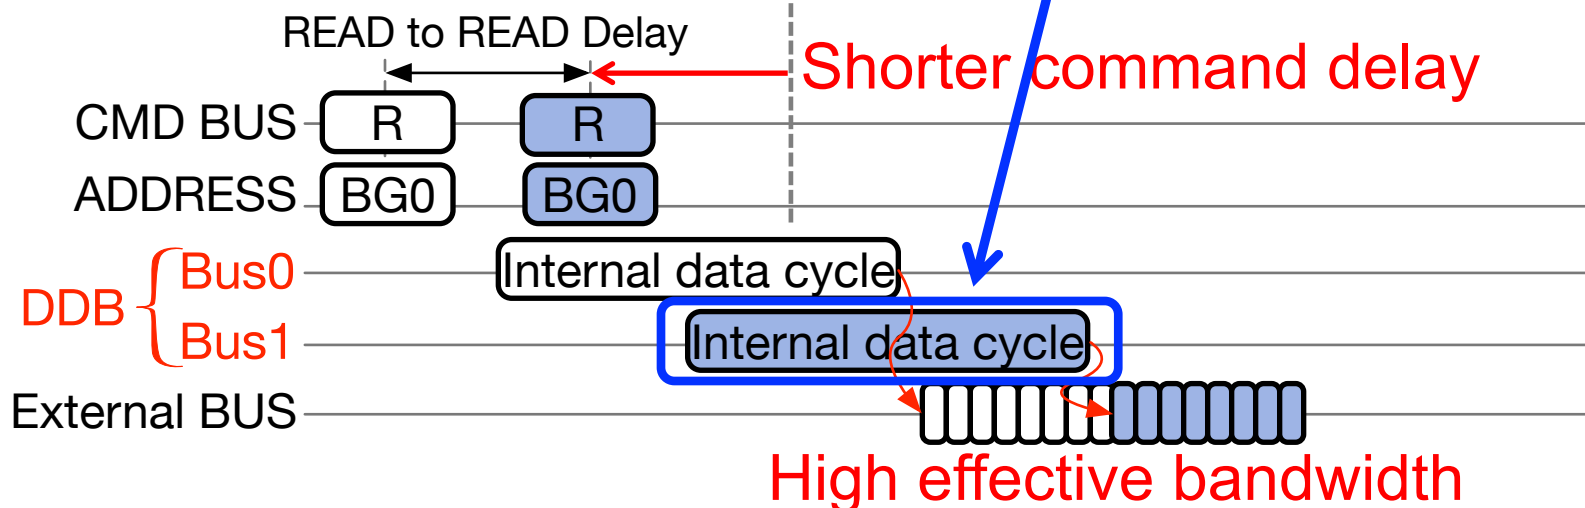 READ to READ Delay
Shorter command delay
CMD BUS R R
ADDRESS BG0 BG0
DDB
Bus0 Internal data cycle
Bus1 Internal data cycle
External BUS
High effective bandwidth